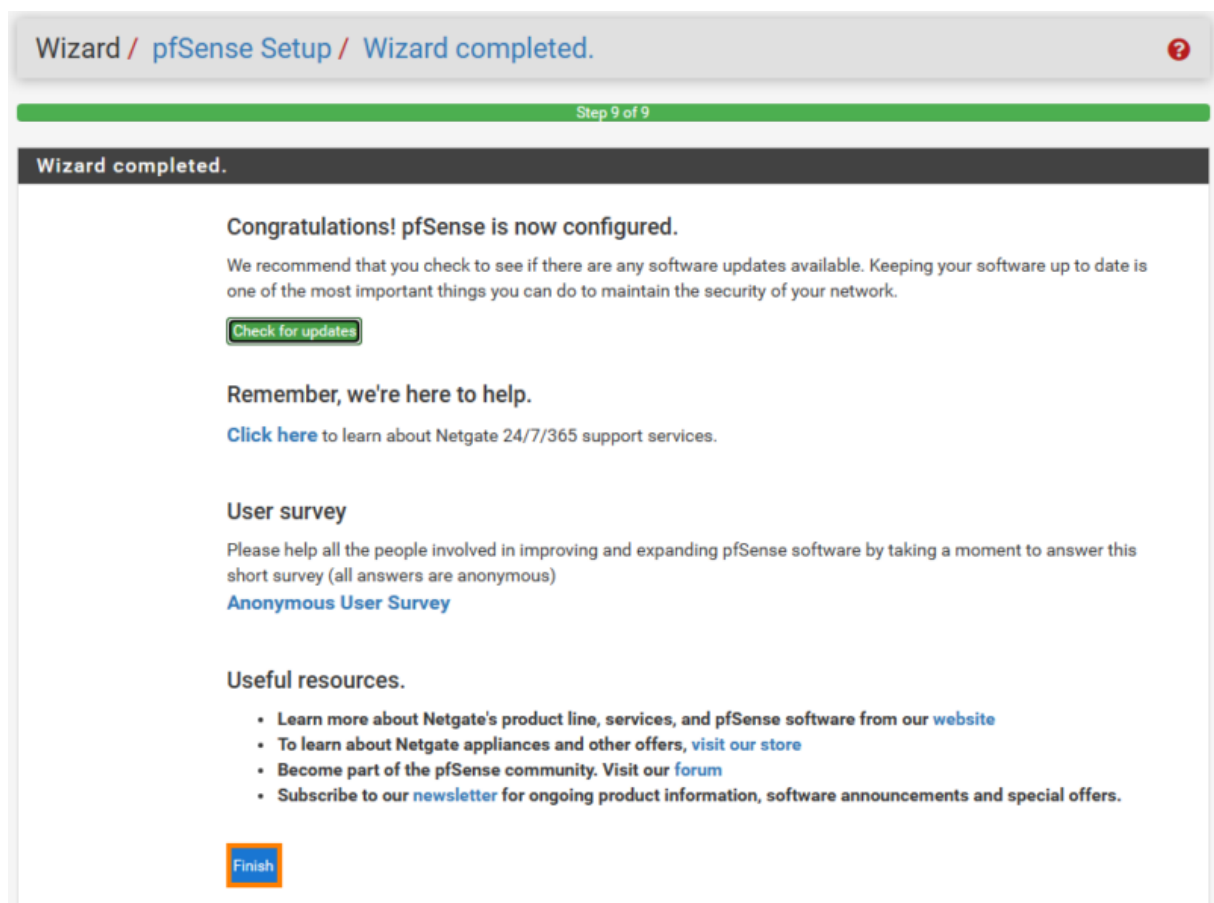 Wizard / pfSense Setup / Wizard completed.
Step 9 of 9
Wizard completed.
Congratulations! pfSense is now configured.
We recommend that you check to see if there are any software updates available. Keeping your software up to date is
one of the most important things you can do to maintain the security of your network.
Check for updates
Remember, we're here to help.
Click here to learn about Netgate 24/7/365 support services.
User survey
Please help all the people involved in improving and expanding pfSense software by taking a moment to answer this
short survey (all answers are anonymous)
Anonymous User Survey
Useful resources.
• Learn more about Netgate's product line, services, and pfSense software from our website
• To learn about Netgate appliances and other offers, visit our store
• Become part of the pfSense community. Visit our forum
• Subscribe to our newsletter for ongoing product information, software announcements and special offers.
Finish